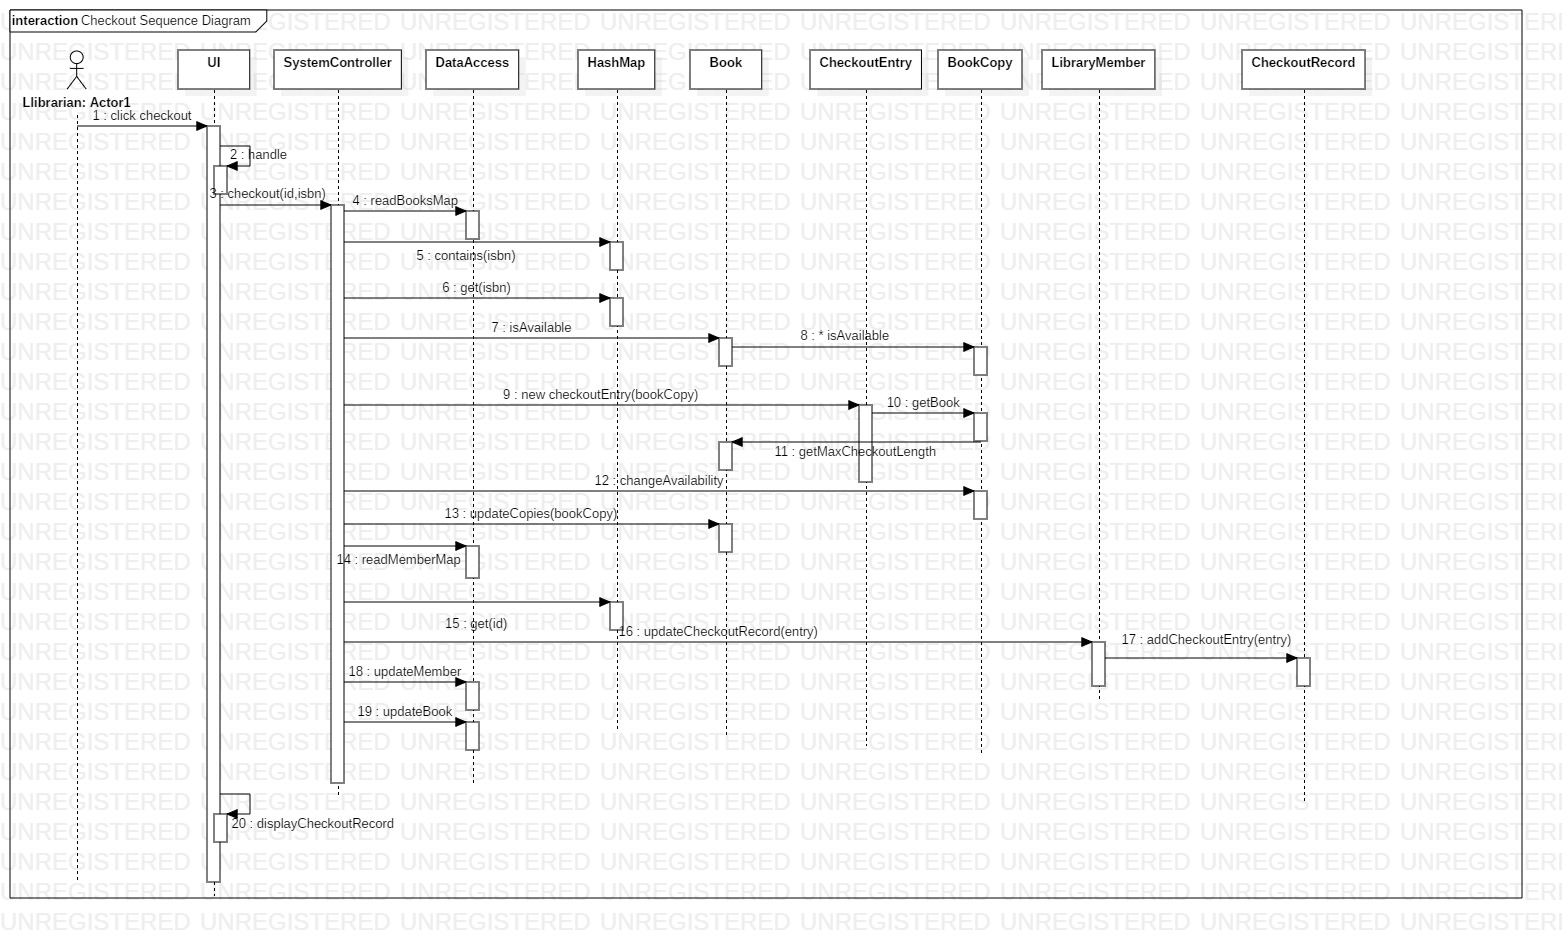 interaction Checkout Sequence Diagram
UI
SystemController
DataAccess
HashMap
Book
CheckoutEntry
BookCopy
LibraryMember
CheckoutRecord
Llibrarian: Actor1
1 : click checkout
2 : handle
3 : checkout(id,isbn)
4 : readBooksMap
5 : contains(isbn)
6 : get(isbn)
7 : isAvailable
8 : * isAvailable
9 : new checkoutEntry(bookCopy)
10 : getBook
11 : getMaxCheckoutLength
12 : changeAvailability
13 : updateCopies(bookCopy)
14 : readMemberMap
15 : get(id)
16 : updateCheckoutRecord(entry)
17 : addCheckoutEntry(entry)
18 : updateMember
19 : updateBook
20 : displayCheckoutRecord
UNREGISTERED